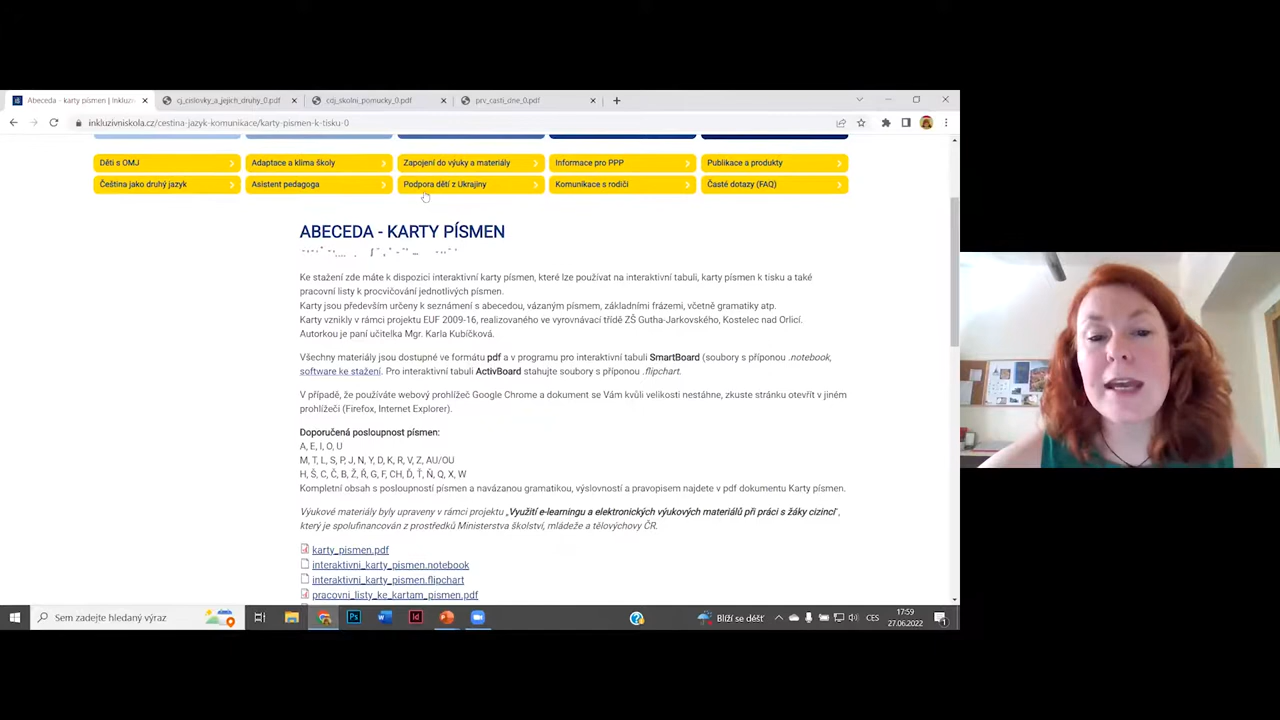 Abeceda - karty písmen | Inkluziv
cj_cislovky_a_jejich_druhy_0.pdf
cdj_skolni_pomucky_0.pdf
prv_casti_dne_0.pdf
inkluzivniskola.cz/cestina-jazyk-komunikace/karty-pismen-k-tisku-0
Děti s OMJ
Adaptace a klima školy
Zapojení do výuky a materiály
Informace pro PPP
Publikace a produkty
Čeština jako druhý jazyk
Asistent pedagoga
Podpora dětí z Ukrajiny
Komunikace s rodiči
Časté dotazy (FAQ)
ABECEDA - KARTY PÍSMEN
Ke stažení zde máte k dispozici interaktivní karty písmen, které lze používat na interaktivní tabuli, karty písmen k tisku a také
pracovní listy k procvičování jednotlivých písmen.
Karty jsou především určeny k seznámení s abecedou, vázaným písmem, základními frázemi, včetně gramatiky atp.
Karty vznikly v rámci projektu EUF 2009-16, realizovaného ve vyrovnávací třídě ZŠ Gutha-Jarkovského, Kostelec nad Orlicí.
Autorkou je paní učitelka Mgr. Karla Kubíčková.
Všechny materiály jsou dostupné ve formátu pdf a v programu pro interaktivní tabuli SmartBoard (soubory s příponou .notebook,
software ke stažení. Pro interaktivní tabuli ActivBoard stahujte soubory s příponou .flipchart.
V případě, že používáte webový prohlížeč Google Chrome a dokument se Vám kvůli velikosti nestáhne, zkuste stránku otevřít v jiném
prohlížeči (Firefox, Internet Explorer).
Doporučená posloupnost písmen:
A, E, I, O, U
M, T, L, S, P, J, N, Y, D, K, R, V, Z, AU/OU
H, Š, C, Č, B, Ž, Ř, G, F, CH, Ď, Ť, Ň, Q, X, W
Kompletní obsah s posloupností písmen a navázanou gramatikou, výslovností a pravopisem najdete v pdf dokumentu Karty písmen.
Výukové materiály byly upraveny v rámci projektu „Využití e-learningu a elektronických výukových materiálů při práci s žáky cizinci",
který je spolufinancován z prostředků Ministerstva školství, mládeže a tělovýchovy ČR.
karty_pismen.pdf
interaktivni_karty_pismen.notebook
interaktivni_karty_pismen.flipchart
pracovni_listy_ke_kartam_pismen.pdf
Sem zadejte hledaný výraz
Blíží se déšť
CES
17:59
27.06.2022